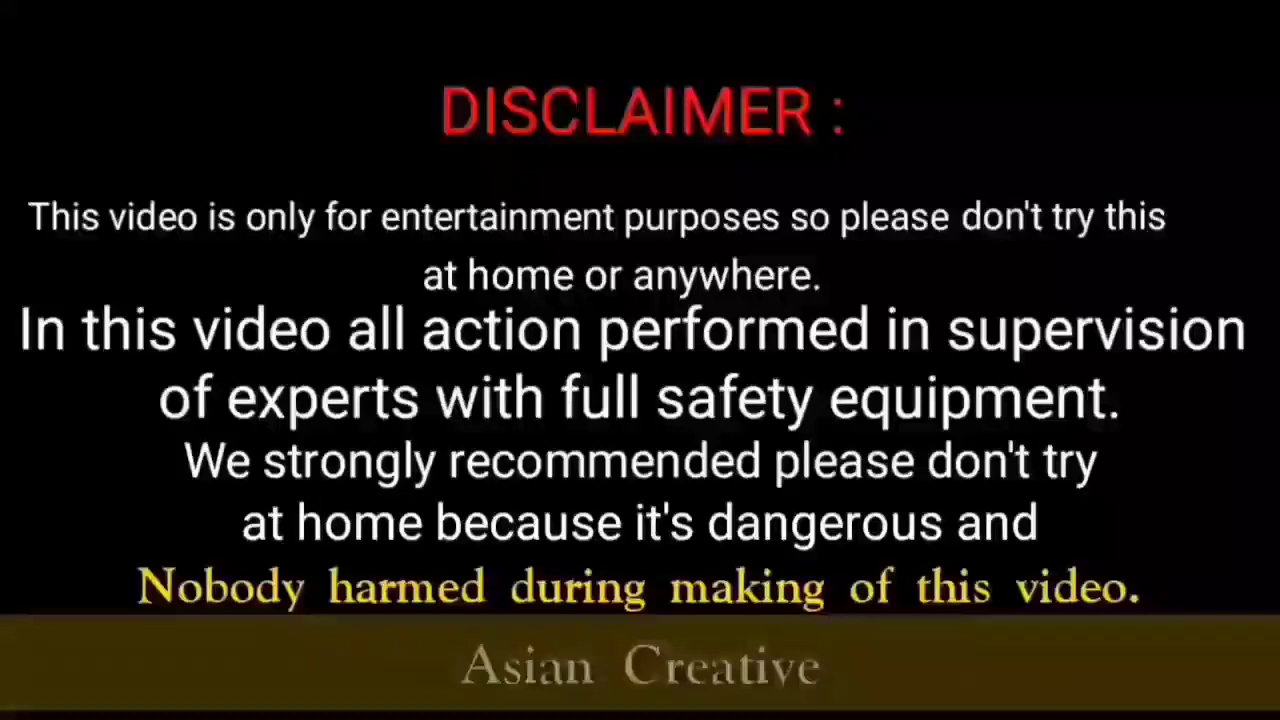 DISCLAIMER :
This video is only for entertainment purposes so please don't try this
at home or anywhere.
In this video all action performed in supervision
of experts with full safety equipment.
We strongly recommended please don't try
at home because it's dangerous and
Nobody harmed during making of this video.
Asian Creative